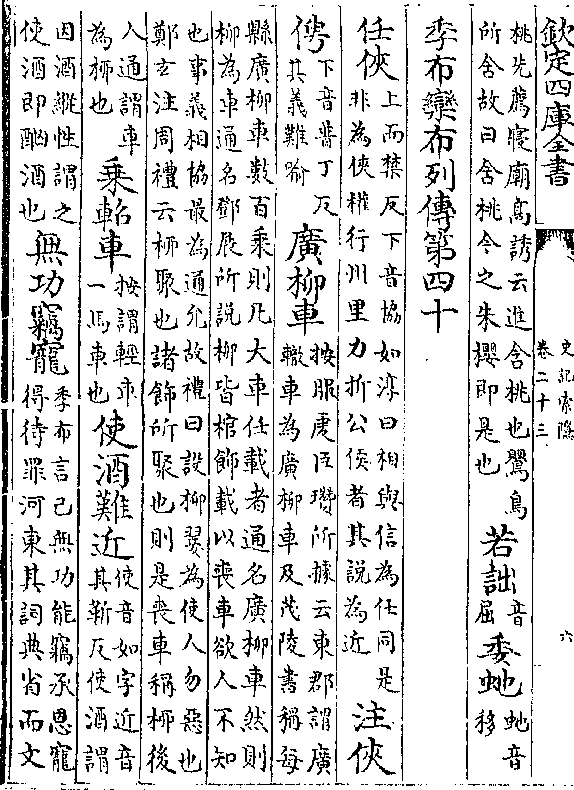 欽定四庫全書
史記索隱
卷二十三
六
桃先薦寢廟高誘云進含桃也鸎鳥
所含故曰含桃今之朱櫻即是也
若詘
音
屈
委虵
虵音
移
季布欒布列傳第四十
任俠
上而禁反下音協如淳曰相與信為任同是
非為俠權行州里力折公侯者其說為近
注俠
俜
下音普丁反
其義難喻
廣柳車
按服虔臣瓚所據云東郡謂廣
轍車為廣柳車及茂陵書稱每
縣廣柳車數百乘則凡大車任載者通名廣柳車然則
柳為車通名鄧展所說柳皆棺飾載以喪車欲人不知
也事義相協最為通允故禮曰設柳翣為使人勿惡也
鄭玄注周禮云柳聚也諸飾所聚也則是喪車稱柳後
人通謂車
為柳也
乘軺車
按謂輕車
一馬車也
使酒難近
使音如字近音
其靳反使酒謂
因酒縱性謂之
使酒即酗酒也
無功竊寵
季布言己無功能竊承恩寵
得待罪河東其詞典省而文